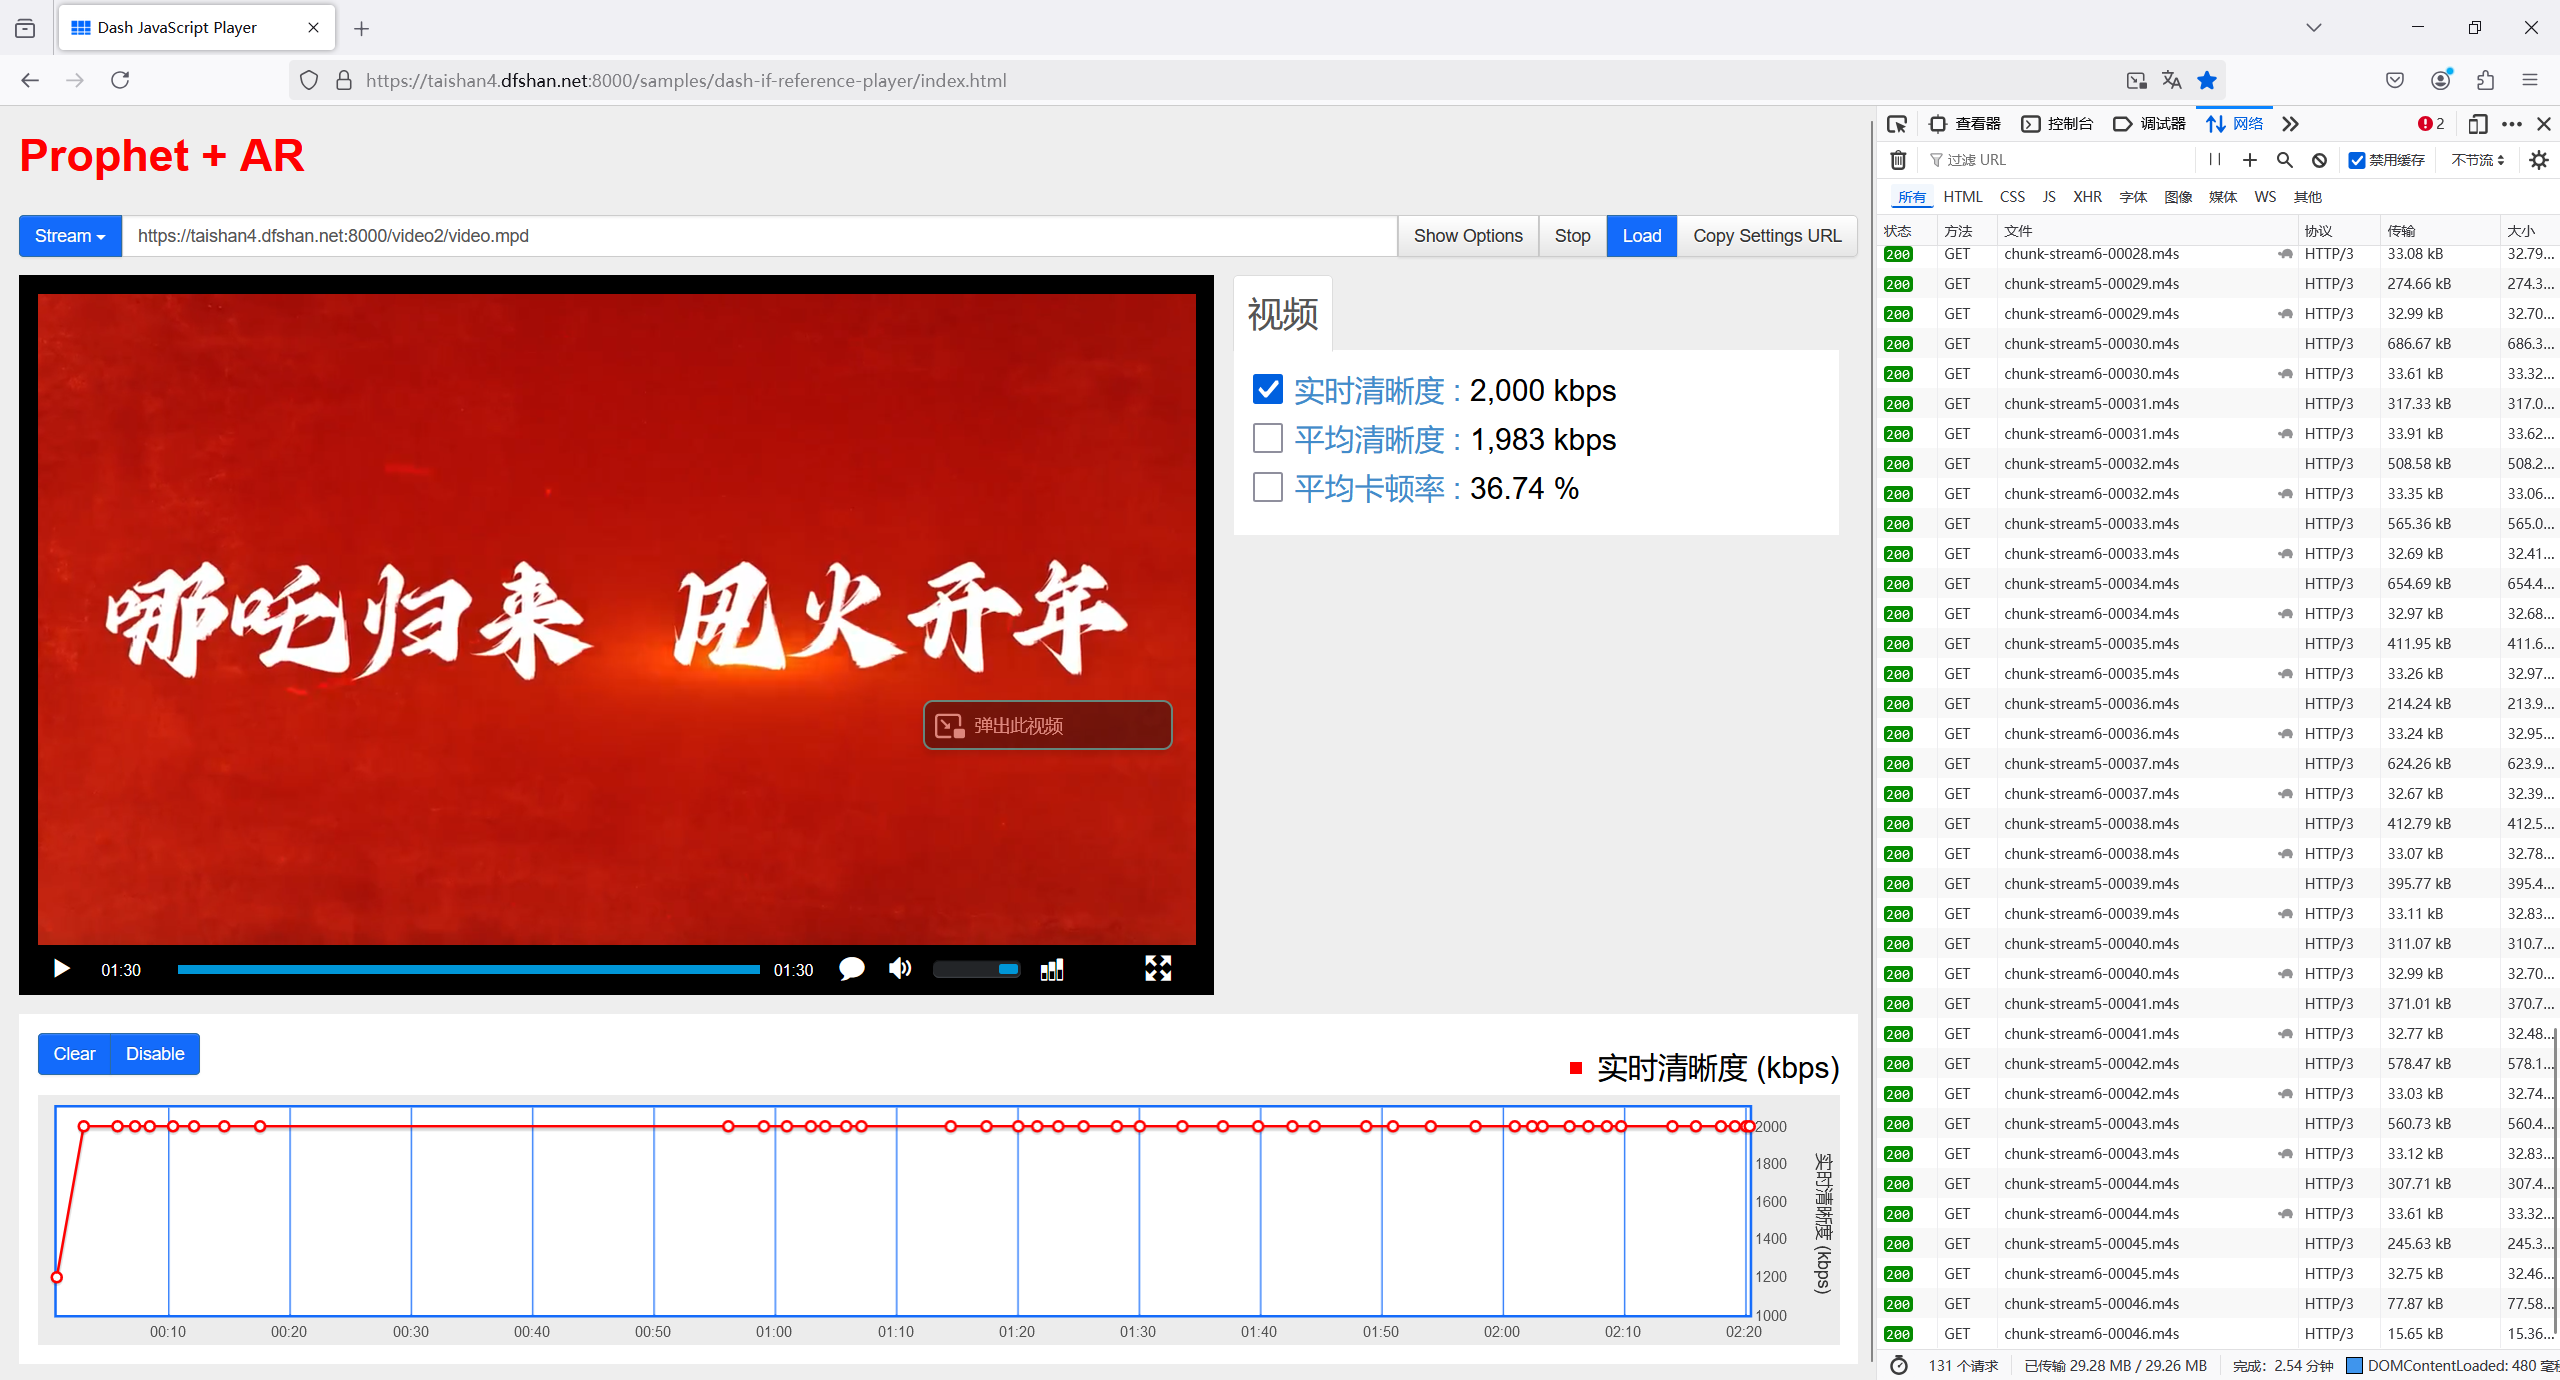 Dash JavaScript Player
https://taishan4.dfshan.net:8000/samples/dash-if-reference-player/index.html
Prophet + AR
Stream
https://taishan4.dfshan.net:8000/video2/video.mpd
Show Options
Stop
Load
Copy Settings URL
哪吒归来 凤火开年
弹出此视频
01:30
01:30
视频
实时清晰度 : 2,000 kbps
平均清晰度 : 1,983 kbps
平均卡顿率 : 36.74 %
Clear
Disable
实时清晰度 (kbps)
2000
1800
1600
1400
1200
1000
实时清晰度 (kbps)
00:10 00:20 00:30 00:40 00:50 01:00 01:10 01:20 01:30 01:40 01:50 02:00 02:10 02:20
查看器 控制台 调试器 网络 2
过滤 URL 禁用缓存 不节流
所有 HTML CSS JS XHR 字体 图像 媒体 WS 其他
状态 方法 文件 协议 传输 大小
200 GET chunk-stream6-00028.m4s HTTP/3 33.08 kB 32.79...
200 GET chunk-stream5-00029.m4s HTTP/3 274.66 kB 274.3...
200 GET chunk-stream6-00029.m4s HTTP/3 32.99 kB 32.70...
200 GET chunk-stream5-00030.m4s HTTP/3 686.67 kB 686.3...
200 GET chunk-stream6-00030.m4s HTTP/3 33.61 kB 33.32...
200 GET chunk-stream5-00031.m4s HTTP/3 317.33 kB 317.0...
200 GET chunk-stream6-00031.m4s HTTP/3 33.91 kB 33.62...
200 GET chunk-stream5-00032.m4s HTTP/3 508.58 kB 508.2...
200 GET chunk-stream6-00032.m4s HTTP/3 33.35 kB 33.06...
200 GET chunk-stream5-00033.m4s HTTP/3 565.36 kB 565.0...
200 GET chunk-stream6-00033.m4s HTTP/3 32.69 kB 32.41...
200 GET chunk-stream5-00034.m4s HTTP/3 654.69 kB 654.4...
200 GET chunk-stream6-00034.m4s HTTP/3 32.97 kB 32.68...
200 GET chunk-stream5-00035.m4s HTTP/3 411.95 kB 411.6...
200 GET chunk-stream6-00035.m4s HTTP/3 33.26 kB 32.97...
200 GET chunk-stream5-00036.m4s HTTP/3 214.24 kB 213.9...
200 GET chunk-stream6-00036.m4s HTTP/3 33.24 kB 32.95...
200 GET chunk-stream5-00037.m4s HTTP/3 624.26 kB 623.9...
200 GET chunk-stream6-00037.m4s HTTP/3 32.67 kB 32.39...
200 GET chunk-stream5-00038.m4s HTTP/3 412.79 kB 412.5...
200 GET chunk-stream6-00038.m4s HTTP/3 33.07 kB 32.78...
200 GET chunk-stream5-00039.m4s HTTP/3 395.77 kB 395.4...
200 GET chunk-stream6-00039.m4s HTTP/3 33.11 kB 32.83...
200 GET chunk-stream5-00040.m4s HTTP/3 311.07 kB 310.7...
200 GET chunk-stream6-00040.m4s HTTP/3 32.99 kB 32.70...
200 GET chunk-stream5-00041.m4s HTTP/3 371.01 kB 370.7...
200 GET chunk-stream6-00041.m4s HTTP/3 32.77 kB 32.48...
200 GET chunk-stream5-00042.m4s HTTP/3 578.47 kB 578.1...
200 GET chunk-stream6-00042.m4s HTTP/3 33.03 kB 32.74...
200 GET chunk-stream5-00043.m4s HTTP/3 560.73 kB 560.4...
200 GET chunk-stream6-00043.m4s HTTP/3 33.12 kB 32.83...
200 GET chunk-stream5-00044.m4s HTTP/3 307.71 kB 307.4...
200 GET chunk-stream6-00044.m4s HTTP/3 33.61 kB 33.32...
200 GET chunk-stream5-00045.m4s HTTP/3 245.63 kB 245.3...
200 GET chunk-stream6-00045.m4s HTTP/3 32.75 kB 32.46...
200 GET chunk-stream5-00046.m4s HTTP/3 77.87 kB 77.58...
200 GET chunk-stream6-00046.m4s HTTP/3 15.65 kB 15.36...
131 个请求 已传输 29.28 MB / 29.26 MB 完成：2.54 分钟 DOMContentLoaded: 480 毫